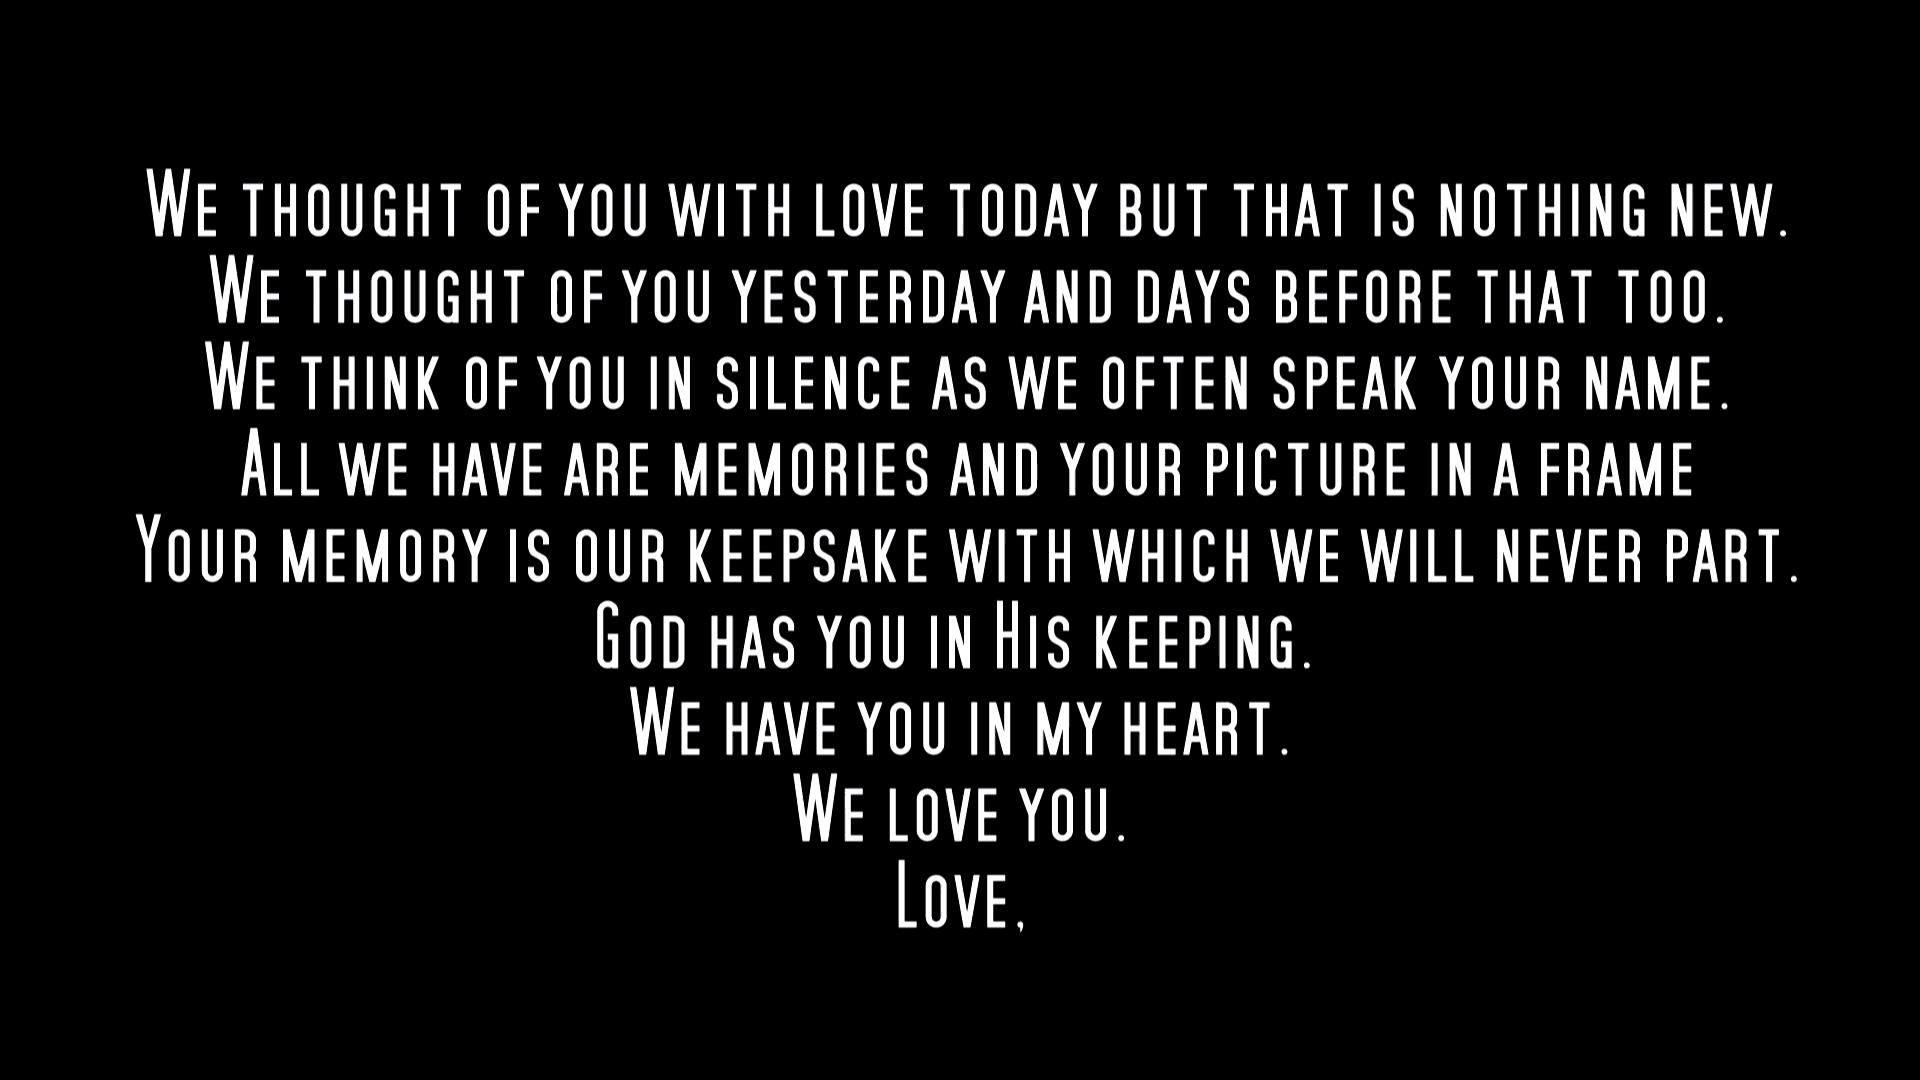 We thought of you with love today but that is nothing new.
We thought of you yesterday and days before that too.
We think of you in silence as we often speak your name.
All we have are memories and your picture in a frame
Your memory is our keepsake with which we will never part.
God has you in His keeping.
We have you in my heart.
We love you.
Love,